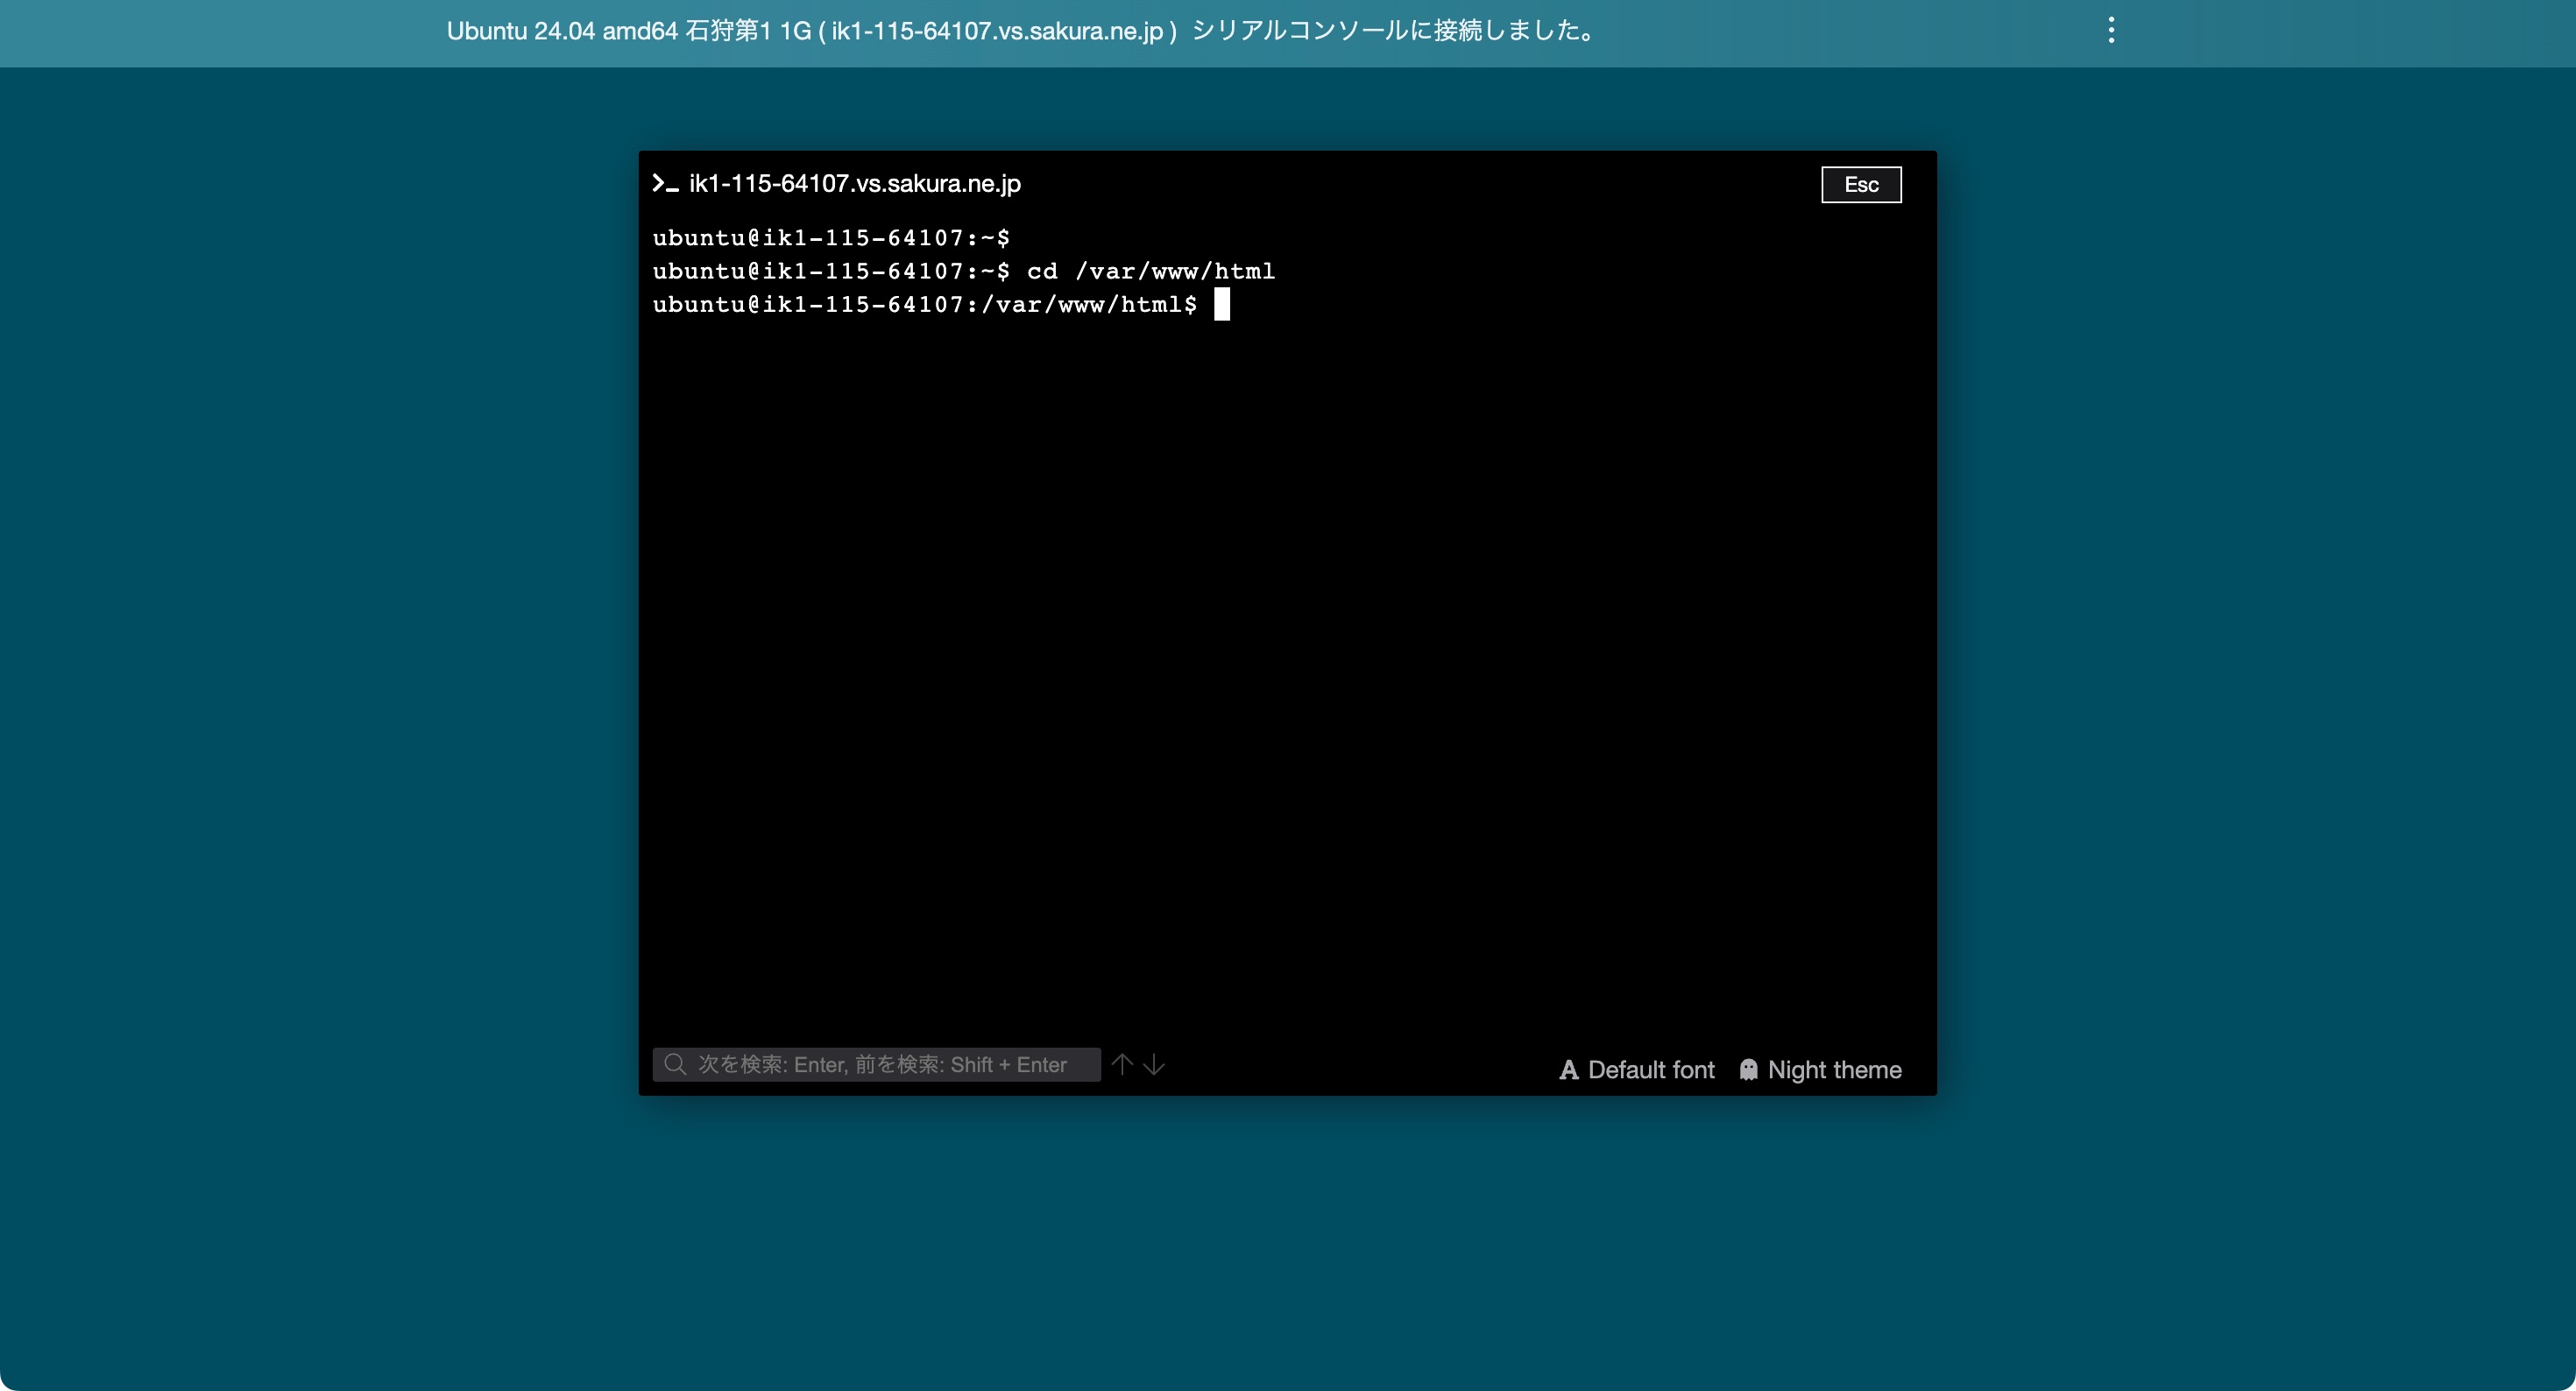 Ubuntu 24.04 amd64 石狩第1 1G ( ik1-115-64107.vs.sakura.ne.jp ) シリアルコンソールに接続しました。
ik1-115-64107.vs.sakura.ne.jp
Esc
ubuntu@ik1-115-64107:~$
ubuntu@ik1-115-64107:~$ cd /var/www/html
ubuntu@ik1-115-64107:/var/www/html$
次を検索: Enter, 前を検索: Shift + Enter
A Default font Night theme